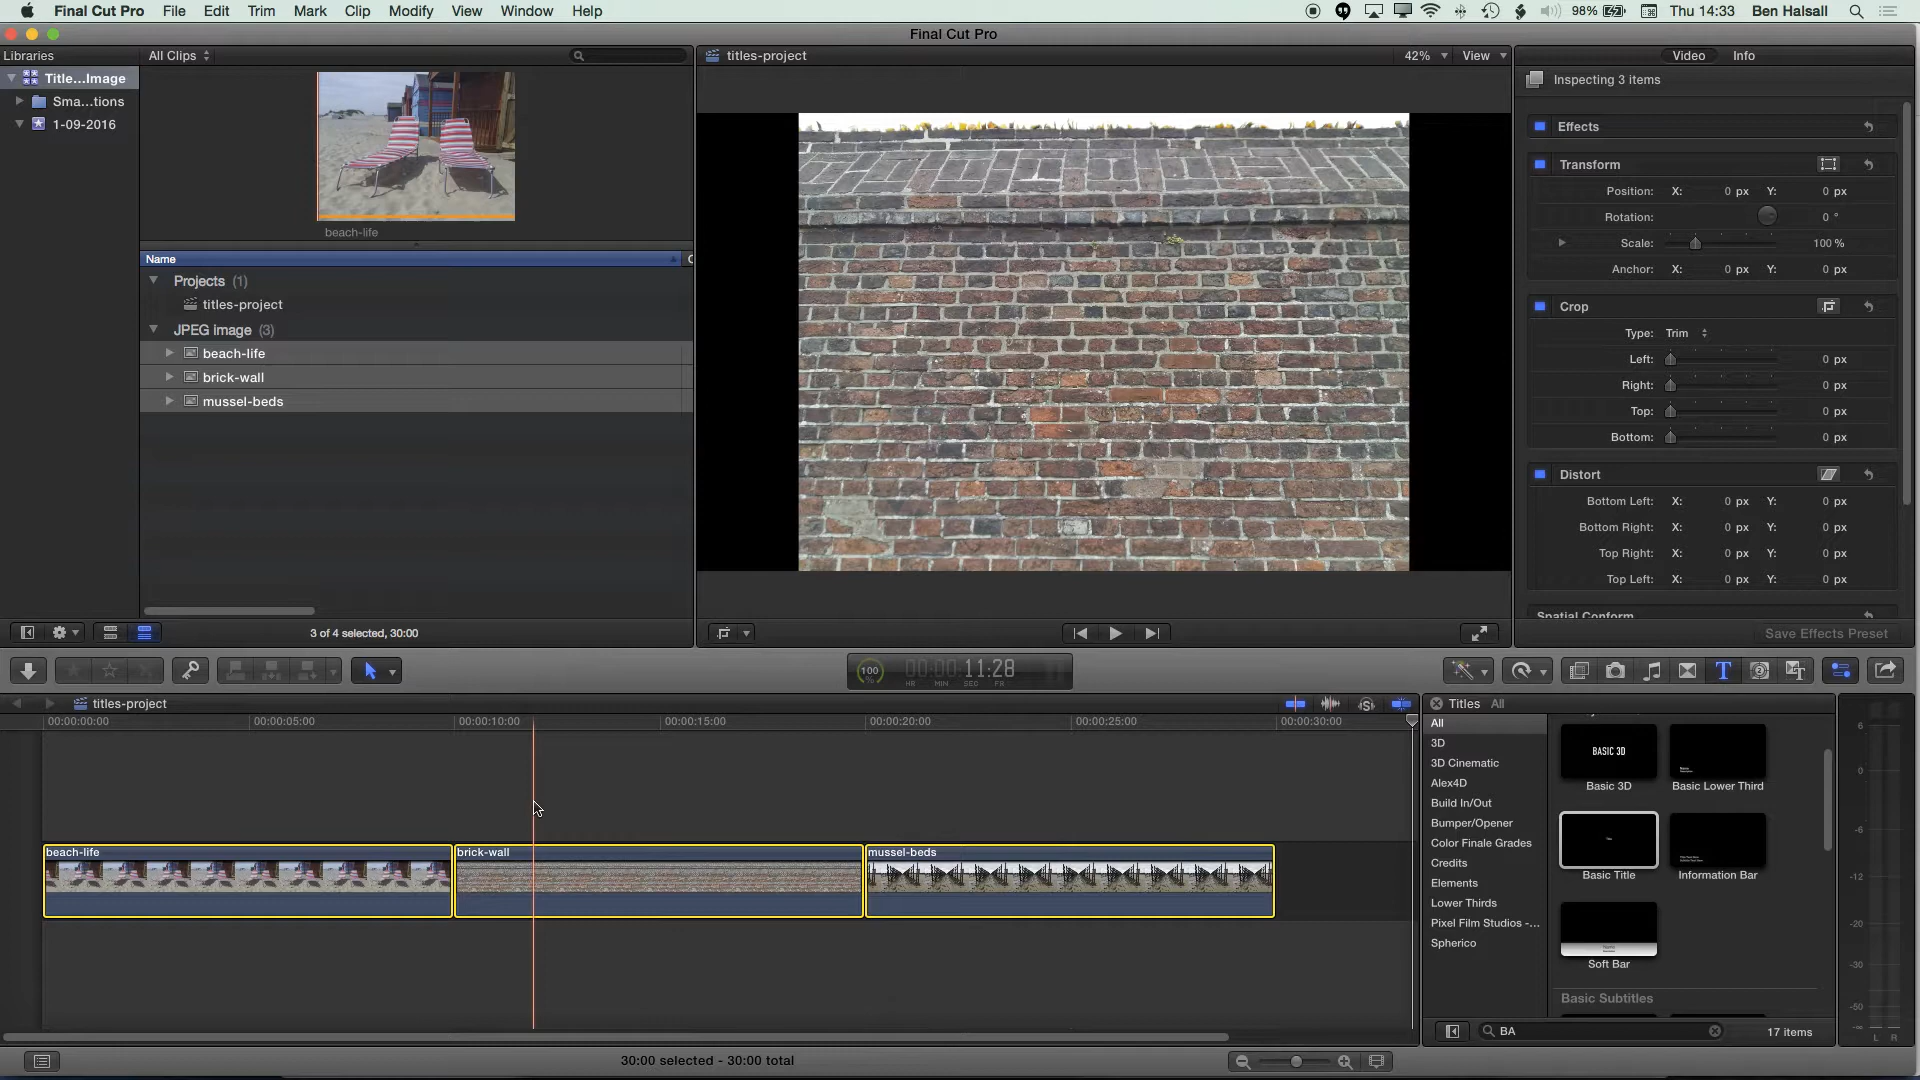 Final Cut Pro File Edit Trim Mark Clip Modify View Window Help 98% Thu 14:33 Ben Halsall
Final Cut Pro
Libraries All Clips titles-project 42% View Video Info
Title...Image
Sma...tions
1-09-2016
beach-life
Name
Projects (1)
titles-project
JPEG image (3)
beach-life
brick-wall
mussel-beds
3 of 4 selected, 30:00
Inspecting 3 items
Effects
Transform
Position: X: 0 px Y: 0 px
Rotation: 0 °
Scale: 100 %
Anchor: X: 0 px Y: 0 px
Crop
Type: Trim
Left: 0 px
Right: 0 px
Top: 0 px
Bottom: 0 px
Distort
Bottom Left: X: 0 px Y: 0 px
Bottom Right: X: 0 px Y: 0 px
Top Right: X: 0 px Y: 0 px
Top Left: X: 0 px Y: 0 px
Spatial Conform
Save Effects Preset
100 % 00:00:11:28
HR MIN SEC FR
titles-project
00:00:00:00 00:00:05:00 00:00:10:00 00:00:15:00 00:00:20:00 00:00:25:00 00:00:30:00
beach-life brick-wall mussel-beds
Titles All
All
3D
3D Cinematic
Alex4D
Build In/Out
Bumper/Opener
Color Finale Grades
Credits
Elements
Lower Thirds
Pixel Film Studios -...
Spherico
BASIC 3D
Basic 3D Basic Lower Third
Basic Title Information Bar
Soft Bar
Basic Subtitles
BA 17 items
6
0
-6
-12
-20
-30
-50
-∞
L R
30:00 selected - 30:00 total